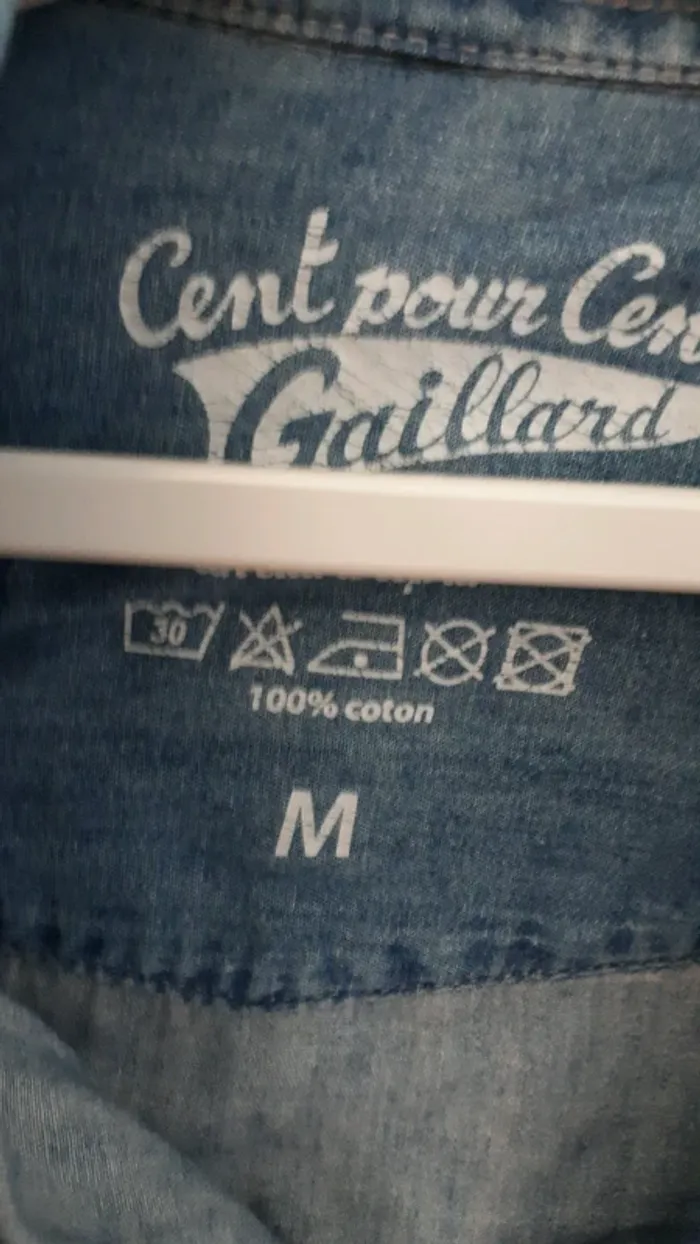 Cent pour Cen
Gaillard
30
100% coton
M